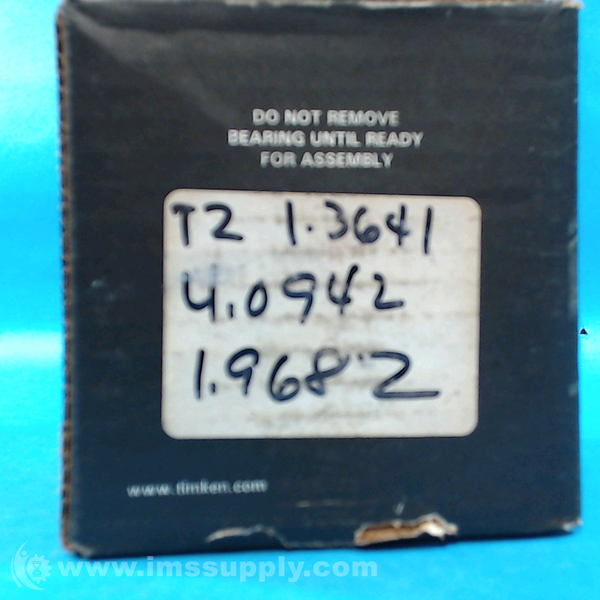 DO NOT REMOVE
BEARING UNTIL READY
FOR ASSEMBLY
T2 1.3641
4.0942
1.9682
www.timken.com
www.imssupply.com